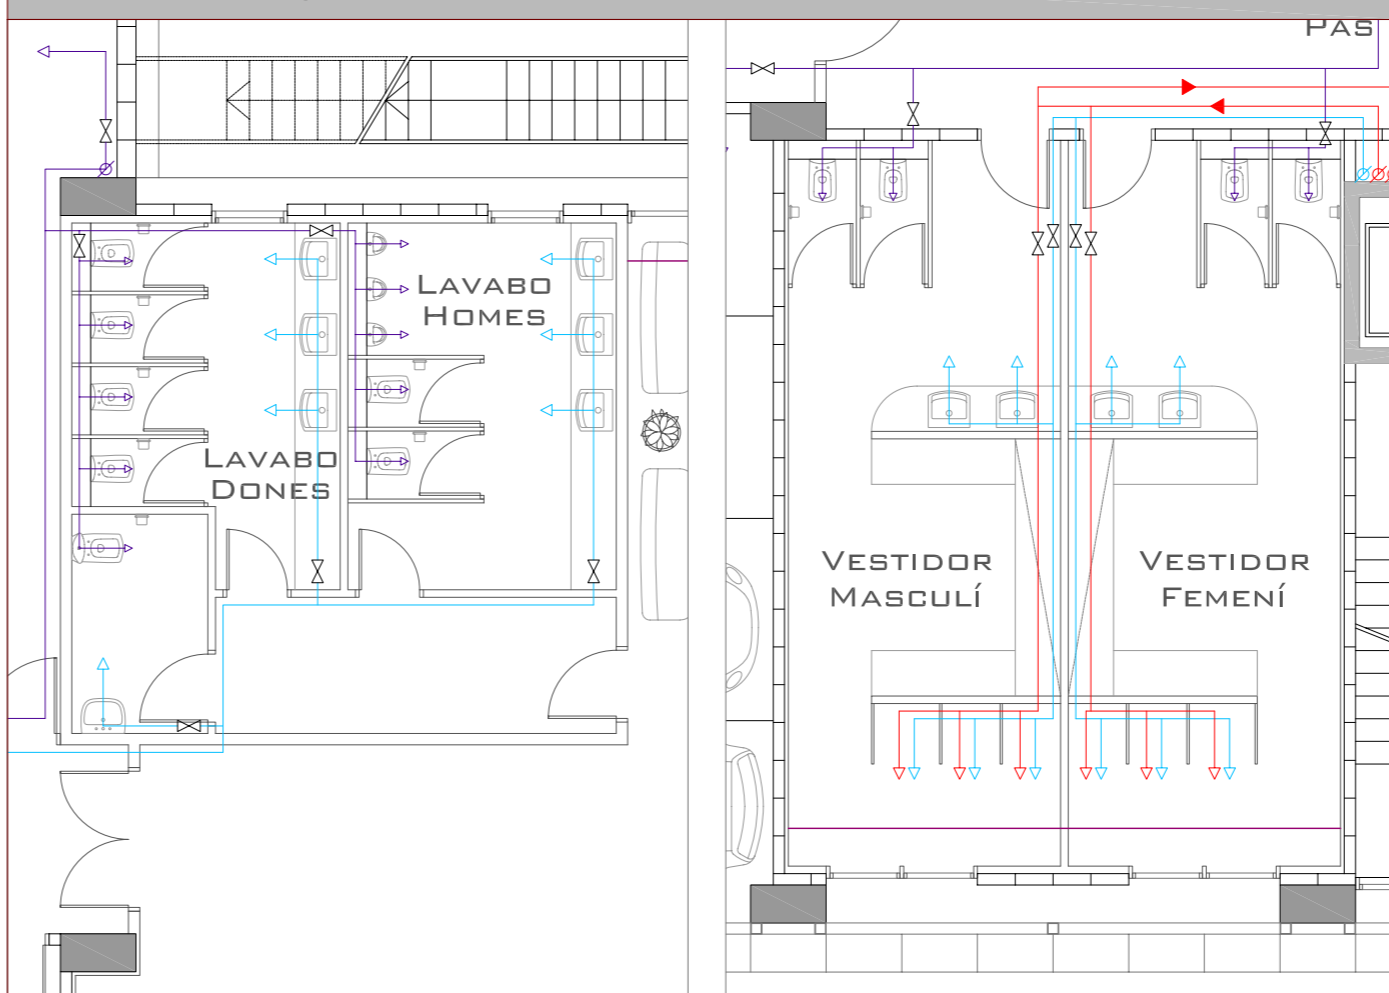 PAS
LAVABO
HOMES
LAVABO
DONES
VESTIDOR
MASCULÍ
VESTIDOR
FEMENÍ